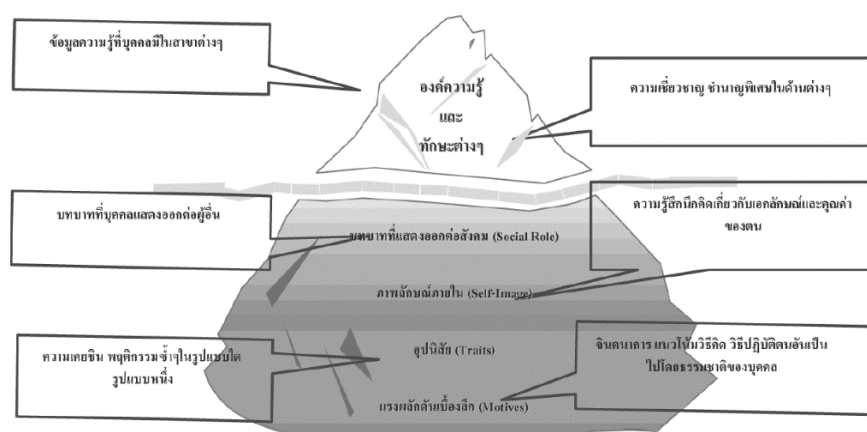 ข้อมูลความรู้ที่บุคคลมีในสาขาต่างๆ
องค์ความรู้
และ
ทักษะต่างๆ
ความเชี่ยวชาญ ชำนาญพิเศษในด้านต่างๆ
บทบาทที่บุคคลแสดงออกต่อผู้อื่น
บทบาทที่แสดงออกต่อสังคม (Social Role)
ความรู้สึกนึกคิดเกี่ยวกับเอกลักษณ์และคุณค่า
ของตน
ภาพลักษณ์ภายใน (Self-Image)
ความเคยชิน พฤติกรรมซ้ำๆในรูปแบบใด
รูปแบบหนึ่ง
อุปนิสัย (Traits)
จินตนาการ แนวโน้มวิธีคิด วิธีปฏิบัติตนอันเป็น
ไปโดยธรรมชาติของบุคคล
แรงผลักดันเบื้องลึก (Motives)